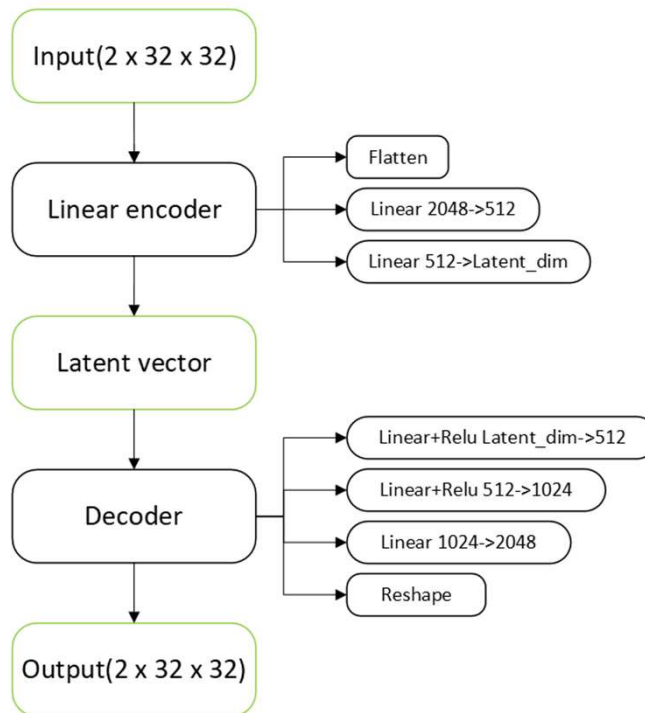 Input(2 x 32 x 32)
Linear encoder
Flatten
Linear 2048->512
Linear 512->Latent_dim
Latent vector
Decoder
Linear+Relu Latent_dim->512
Linear+Relu 512->1024
Linear 1024->2048
Reshape
Output(2 x 32 x 32)